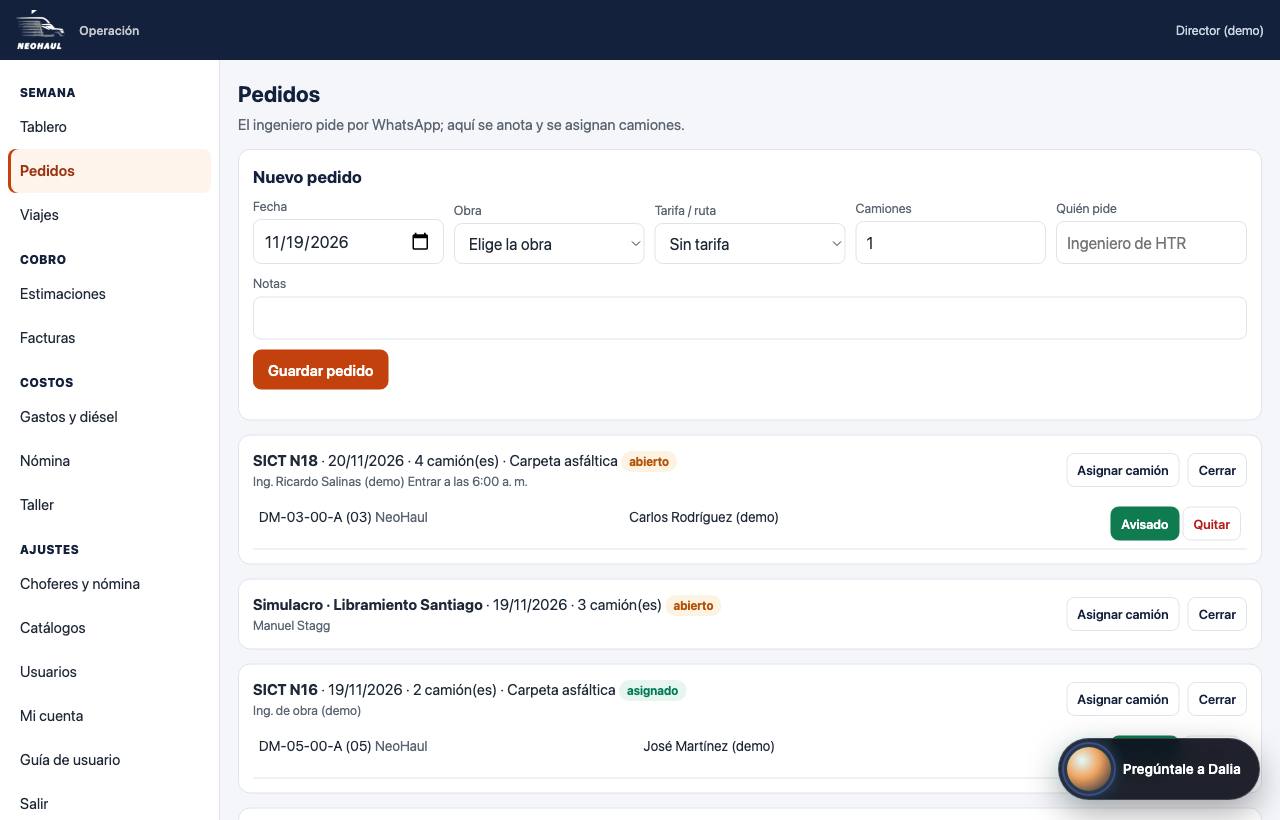 NEOHAUL
Operación
Director (demo)
SEMANA
Tablero
Pedidos
Viajes
COBRO
Estimaciones
Facturas
COSTOS
Gastos y diésel
Nómina
Taller
AJUSTES
Choferes y nómina
Catálogos
Usuarios
Mi cuenta
Guía de usuario
Salir
Pedidos
El ingeniero pide por WhatsApp; aquí se anota y se asignan camiones.
Nuevo pedido
Fecha
11/19/2026
Obra
Elige la obra
Tarifa / ruta
Sin tarifa
Camiones
1
Quién pide
Ingeniero de HTR
Notas
Guardar pedido
SICT N18 · 20/11/2026 · 4 camión(es) · Carpeta asfáltica abierto
Ing. Ricardo Salinas (demo) Entrar a las 6:00 a. m.
Asignar camión Cerrar
DM-03-00-A (03) NeoHaul Carlos Rodríguez (demo) Avisado Quitar
Simulacro · Libramiento Santiago · 19/11/2026 · 3 camión(es) abierto
Manuel Stagg
Asignar camión Cerrar
SICT N16 · 19/11/2026 · 2 camión(es) · Carpeta asfáltica asignado
Ing. de obra (demo)
Asignar camión Cerrar
DM-05-00-A (05) NeoHaul José Martínez (demo)
Pregúntale a Dalia